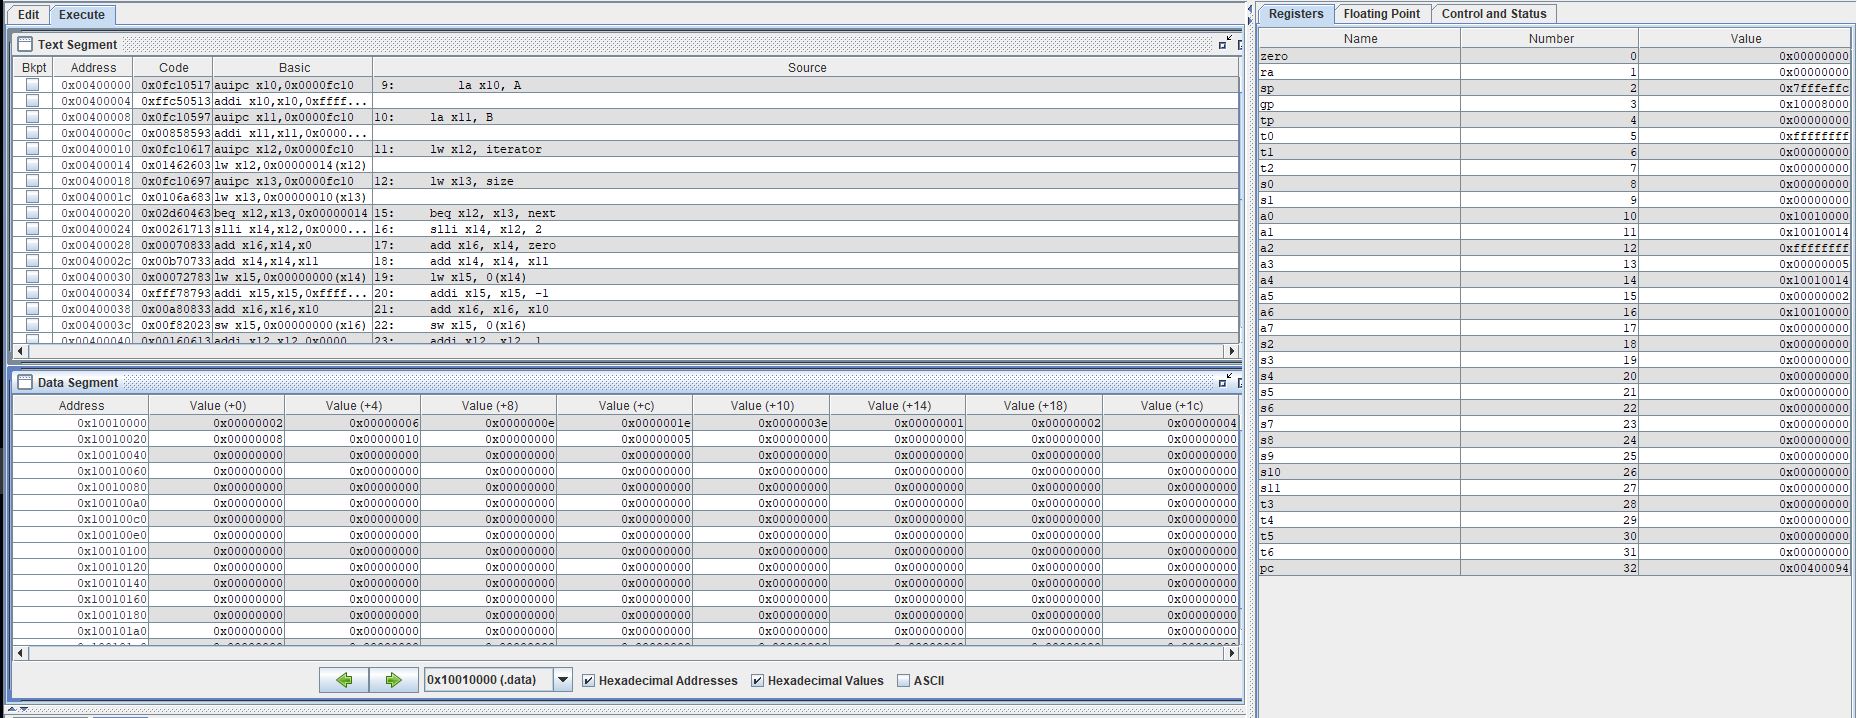 Edit Execute
Text Segment
Bkpt Address Code Basic Source
0x00400000 0x0fc10517 auipc x10,0x0000fc10 9: la x10, A
0x00400004 0xffc50513 addi x10,x10,0xffff...
0x00400008 0x0fc10597 auipc x11,0x0000fc10 10: la x11, B
0x0040000c 0x00858593 addi x11,x11,0x0000...
0x00400010 0x0fc10617 auipc x12,0x0000fc10 11: lw x12, iterator
0x00400014 0x01462603 lw x12,0x00000014(x12)
0x00400018 0x0fc10697 auipc x13,0x0000fc10 12: lw x13, size
0x0040001c 0x0106a683 lw x13,0x00000010(x13)
0x00400020 0x02d60463 beq x12,x13,0x00000014 15: beq x12, x13, next
0x00400024 0x00261713 slli x14,x12,0x0000... 16: slli x14, x12, 2
0x00400028 0x00070833 add x16,x14,x0 17: add x16, x14, zero
0x0040002c 0x00b70733 add x14,x14,x11 18: add x14, x14, x11
0x00400030 0x00072783 lw x15,0x00000000(x14) 19: lw x15, 0(x14)
0x00400034 0xfff78793 addi x15,x15,0xffff... 20: addi x15, x15, -1
0x00400038 0x00a80833 add x16,x16,x10 21: add x16, x16, x10
0x0040003c 0x00f82023 sw x15,0x00000000(x16) 22: sw x15, 0(x16)
0x00400040 0x00160613 addi x12,x12,0x0000 23: addi x12, x12, 1
Data Segment
Address Value (+0) Value (+4) Value (+8) Value (+c) Value (+10) Value (+14) Value (+18) Value (+1c)
0x10010000 0x00000002 0x00000006 0x0000000e 0x0000001e 0x0000003e 0x00000001 0x00000002 0x00000004
0x10010020 0x00000008 0x00000010 0x00000000 0x00000005 0x00000000 0x00000000 0x00000000 0x00000000
0x10010040 0x00000000 0x00000000 0x00000000 0x00000000 0x00000000 0x00000000 0x00000000 0x00000000
0x10010060 0x00000000 0x00000000 0x00000000 0x00000000 0x00000000 0x00000000 0x00000000 0x00000000
0x10010080 0x00000000 0x00000000 0x00000000 0x00000000 0x00000000 0x00000000 0x00000000 0x00000000
0x100100a0 0x00000000 0x00000000 0x00000000 0x00000000 0x00000000 0x00000000 0x00000000 0x00000000
0x100100c0 0x00000000 0x00000000 0x00000000 0x00000000 0x00000000 0x00000000 0x00000000 0x00000000
0x100100e0 0x00000000 0x00000000 0x00000000 0x00000000 0x00000000 0x00000000 0x00000000 0x00000000
0x10010100 0x00000000 0x00000000 0x00000000 0x00000000 0x00000000 0x00000000 0x00000000 0x00000000
0x10010120 0x00000000 0x00000000 0x00000000 0x00000000 0x00000000 0x00000000 0x00000000 0x00000000
0x10010140 0x00000000 0x00000000 0x00000000 0x00000000 0x00000000 0x00000000 0x00000000 0x00000000
0x10010160 0x00000000 0x00000000 0x00000000 0x00000000 0x00000000 0x00000000 0x00000000 0x00000000
0x10010180 0x00000000 0x00000000 0x00000000 0x00000000 0x00000000 0x00000000 0x00000000 0x00000000
0x100101a0 0x00000000 0x00000000 0x00000000 0x00000000 0x00000000 0x00000000 0x00000000 0x00000000
0x10010000 (.data) Hexadecimal Addresses Hexadecimal Values ASCII
Registers Floating Point Control and Status
Name Number Value
zero 0 0x00000000
ra 1 0x00000000
sp 2 0x7fffeffc
gp 3 0x10008000
tp 4 0x00000000
t0 5 0xffffffff
t1 6 0x00000000
t2 7 0x00000000
s0 8 0x00000000
s1 9 0x00000000
a0 10 0x10010000
a1 11 0x10010014
a2 12 0xffffffff
a3 13 0x00000005
a4 14 0x10010014
a5 15 0x00000002
a6 16 0x10010000
a7 17 0x00000000
s2 18 0x00000000
s3 19 0x00000000
s4 20 0x00000000
s5 21 0x00000000
s6 22 0x00000000
s7 23 0x00000000
s8 24 0x00000000
s9 25 0x00000000
s10 26 0x00000000
s11 27 0x00000000
t3 28 0x00000000
t4 29 0x00000000
t5 30 0x00000000
t6 31 0x00000000
pc 32 0x00400094